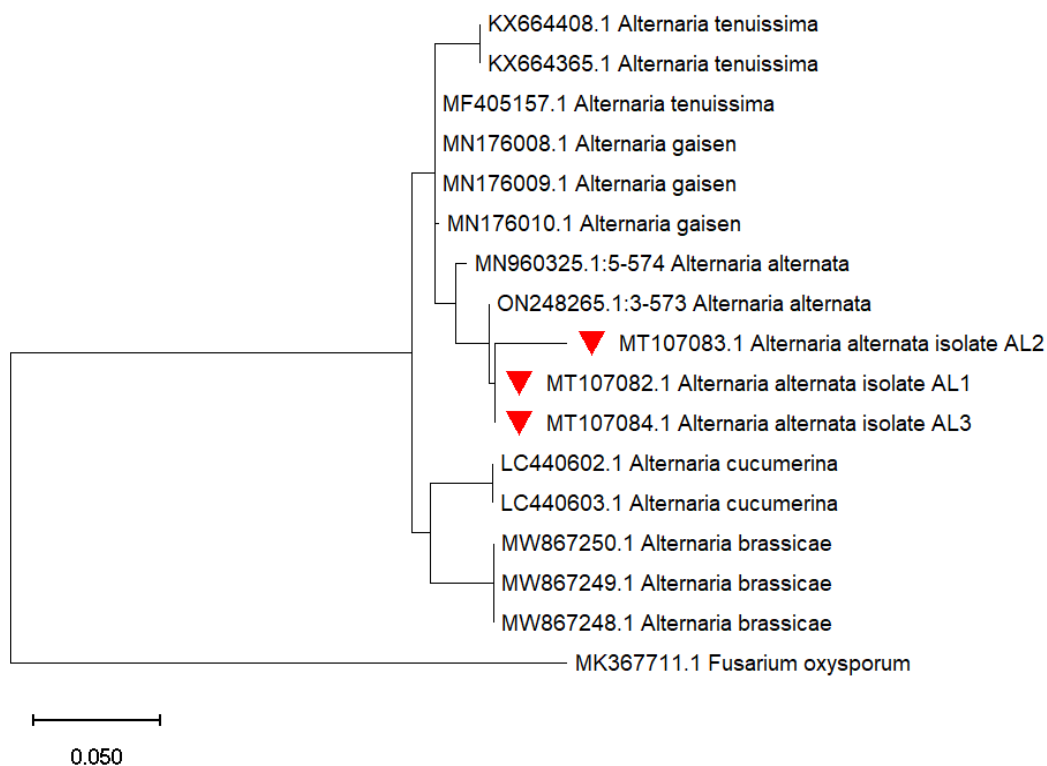 KX664408.1 Alternaria tenuissima
KX664365.1 Alternaria tenuissima
MF405157.1 Alternaria tenuissima
MN176008.1 Alternaria gaisen
MN176009.1 Alternaria gaisen
MN176010.1 Alternaria gaisen
MN960325.1:5-574 Alternaria alternata
ON248265.1:3-573 Alternaria alternata
MT107083.1 Alternaria alternata isolate AL2
MT107082.1 Alternaria alternata isolate AL1
MT107084.1 Alternaria alternata isolate AL3
LC440602.1 Alternaria cucumerina
LC440603.1 Alternaria cucumerina
MW867250.1 Alternaria brassicae
MW867249.1 Alternaria brassicae
MW867248.1 Alternaria brassicae
MK367711.1 Fusarium oxysporum
0.050